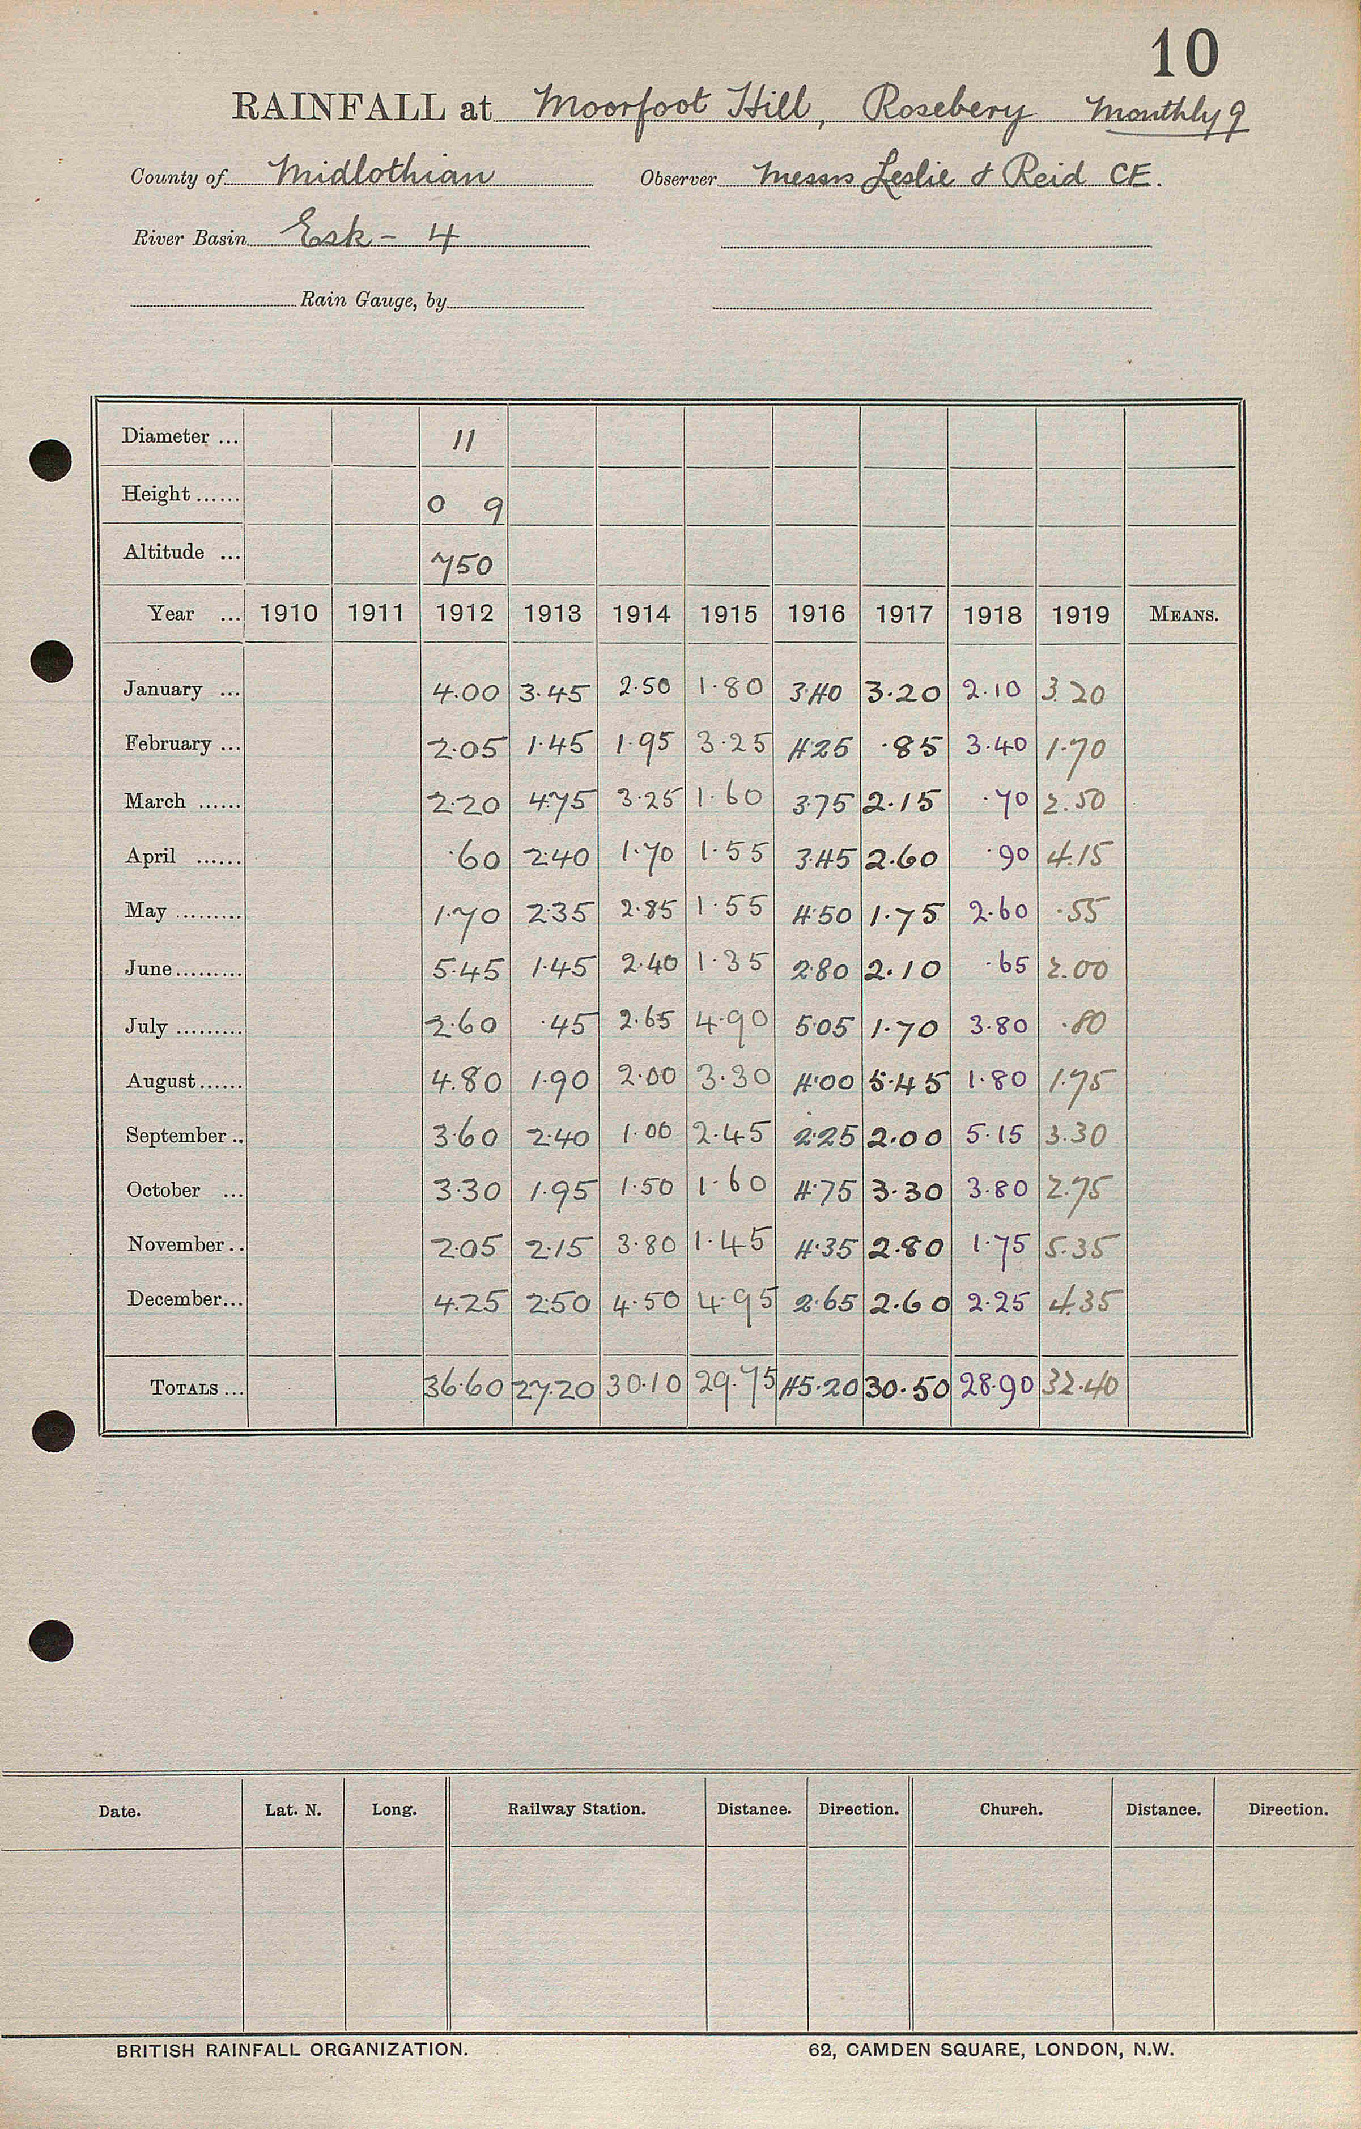 10
RAINFALL at Moorfoot Hill, Rosebery Monthly 9
County of Midlothian Observer Messrs Leslie & Reid CE.
River Basin Esk - 4
Rain Gauge, by
Diameter ... 11
Height ...... 0 9
Altitude ... 750
Year ... 1910 1911 1912 1913 1914 1915 1916 1917 1918 1919 MEANS.
January ... 4.00 3.45 2.50 1.80 3.40 3.20 2.10 3.20
February ... 2.05 1.45 1.95 3.25 4.25 .85 3.40 1.70
March ...... 2.20 4.75 3.25 1.60 3.75 2.15 .70 2.50
April ...... .60 2.40 1.70 1.55 3.45 2.60 .90 4.15
May ......... 1.70 2.35 2.85 1.55 4.50 1.75 2.60 .55
June ......... 5.45 1.45 2.40 1.35 2.80 2.10 .65 2.00
July ......... 2.60 .45 2.65 4.90 5.05 1.70 3.80 .80
August ...... 4.80 1.90 2.00 3.30 4.00 5.45 1.80 1.75
September .. 3.60 2.40 1.00 2.45 2.25 2.00 5.15 3.30
October ... 3.30 1.95 1.50 1.60 4.75 3.30 3.80 2.75
November .. 2.05 2.15 3.80 1.45 4.35 2.80 1.75 5.35
December ... 4.25 2.50 4.50 4.95 2.65 2.60 2.25 4.35
TOTALS ... 36.60 27.20 30.10 29.75 45.20 30.50 28.90 32.40
Date. Lat. N. Long. Railway Station. Distance. Direction. Church. Distance. Direction.
BRITISH RAINFALL ORGANIZATION. 62, CAMDEN SQUARE, LONDON, N.W.